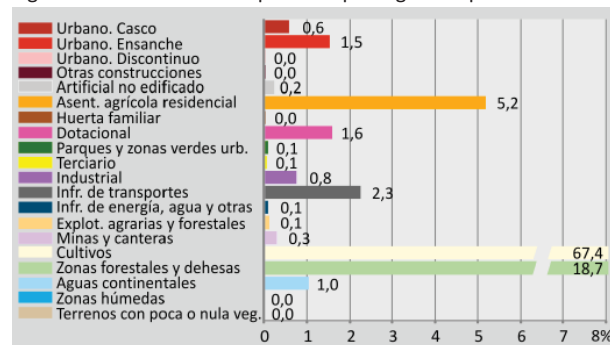 Urbano. Casco 0,6
Urbano. Ensanche 1,5
Urbano. Discontinuo 0,0
Otras construcciones 0,0
Artificial no edificado 0,2
Asent. agrícola residencial 5,2
Huerta familiar 0,0
Dotacional 1,6
Parques y zonas verdes urb. 0,1
Terciario 0,1
Industrial 0,8
Infr. de transportes 2,3
Infr. de energía, agua y otras 0,1
Explot. agrarias y forestales 0,1
Minas y canteras 0,3
Cultivos 67,4
Zonas forestales y dehesas 18,7
Aguas continentales 1,0
Zonas húmedas 0,0
Terrenos con poca o nula veg. 0,0
0 1 2 3 4 5 6 7 8%